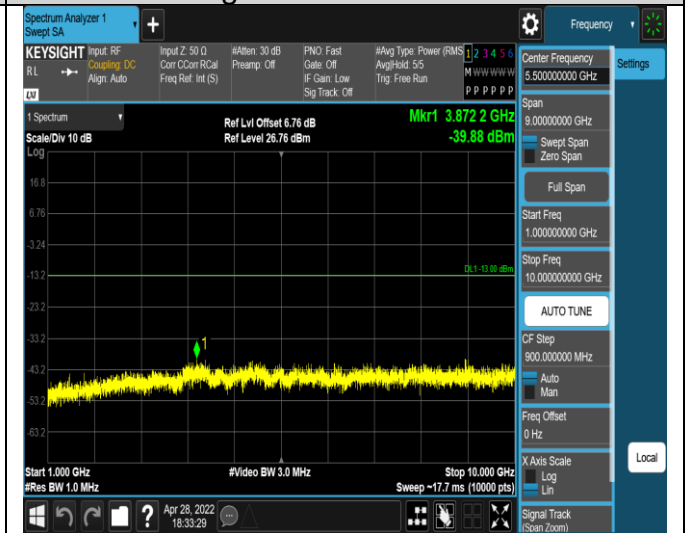 Spectrum Analyzer 1
Swept SA
+
Frequency
KEYSIGHT
RL
LXI
Input: RF
Coupling: DC
Align: Auto
Input Z: 50 Ω
Corr CCorr RCal
Freq Ref: Int (S)
#Atten: 30 dB
Preamp: Off
PNO: Fast
Gate: Off
IF Gain: Low
Sig Track: Off
#Avg Type: Power (RMS
Avg|Hold: 5/5
Trig: Free Run
1 2 3 4 5 6
M W W W W W
P P P P P P
1 Spectrum
Scale/Div 10 dB
Log
Ref Lvl Offset 6.76 dB
Ref Level 26.76 dBm
Mkr1 3.872 2 GHz
-39.88 dBm
16.8
6.76
-3.24
-13.2
-23.2
-33.2
-43.2
-53.2
-63.2
DL1 -13.00 dBm
1
Start 1.000 GHz
#Res BW 1.0 MHz
#Video BW 3.0 MHz
Stop 10.000 GHz
Sweep ~17.7 ms (10000 pts)
Center Frequency
5.50000000 GHz
Settings
Span
9.00000000 GHz
Swept Span
Zero Span
Full Span
Start Freq
1.000000000 GHz
Stop Freq
10.000000000 GHz
AUTO TUNE
CF Step
900.000000 MHz
Auto
Man
Freq Offset
0 Hz
X Axis Scale
Log
Lin
Local
Signal Track
(Span Zoom)
?
Apr 28, 2022
18:33:29